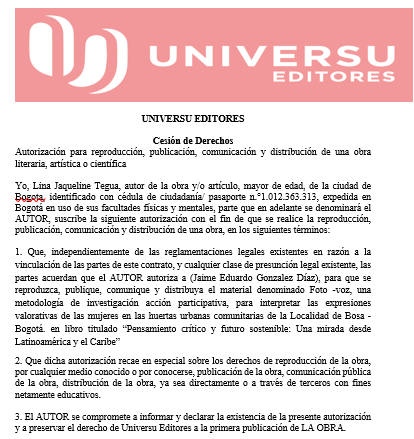 UNIVERSU
EDITORES
UNIVERSU EDITORES
Cesión de Derechos
Autorización para reproducción, publicación, comunicación y distribución de una obra
literaria, artística o científica
Yo, Lina Jaqueline Tegua, autor de la obra y/o artículo, mayor de edad, de la ciudad de
Bogota, identificado con cédula de ciudadanía/ pasaporte n.°1.012.363.313, expedida en
Bogotá en uso de sus facultades físicas y mentales, parte que en adelante se denominará el
AUTOR, suscribe la siguiente autorización con el fin de que se realice la reproducción,
publicación, comunicación y distribución de una obra, en los siguientes términos:
1. Que, independientemente de las reglamentaciones legales existentes en razón a la
vinculación de las partes de este contrato, y cualquier clase de presunción legal existente, las
partes acuerdan que el AUTOR autoriza a (Jaime Eduardo Gonzalez Díaz), para que se
reproduzca, publique, comunique y distribuya el material denominado Foto -voz, una
metodología de investigación acción participativa, para interpretar las expresiones
valorativas de las mujeres en las huertas urbanas comunitarias de la Localidad de Bosa -
Bogotá. en libro titulado “Pensamiento crítico y futuro sostenible: Una mirada desde
Latinoamérica y el Caribe”
2. Que dicha autorización recae en especial sobre los derechos de reproducción de la obra,
por cualquier medio conocido o por conocerse, publicación de la obra, comunicación pública
de la obra, distribución de la obra, ya sea directamente o a través de terceros con fines
netamente educativos.
3. El AUTOR se compromete a informar y declarar la existencia de la presente autorización
y a preservar el derecho de Universu Editores a la primera publicación de LA OBRA.